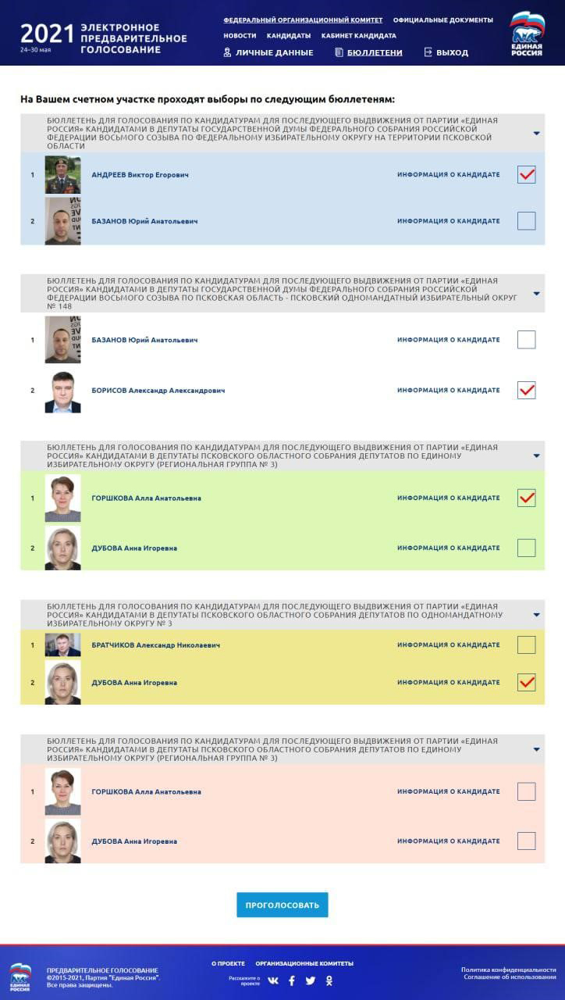 2021 ЭЛЕКТРОННОЕ
ПРЕДВАРИТЕЛЬНОЕ
24–30 мая ГОЛОСОВАНИЕ
ФЕДЕРАЛЬНЫЙ ОРГАНИЗАЦИОННЫЙ КОМИТЕТ ОФИЦИАЛЬНЫЕ ДОКУМЕНТЫ
НОВОСТИ КАНДИДАТЫ КАБИНЕТ КАНДИДАТА
ЛИЧНЫЕ ДАННЫЕ БЮЛЛЕТЕНИ ВЫХОД
ЕДИНАЯ
РОССИЯ
На Вашем счетном участке проходят выборы по следующим бюллетеням:
БЮЛЛЕТЕНЬ ДЛЯ ГОЛОСОВАНИЯ ПО КАНДИДАТУРАМ ДЛЯ ПОСЛЕДУЮЩЕГО ВЫДВИЖЕНИЯ ОТ ПАРТИИ «ЕДИНАЯ
РОССИЯ» КАНДИДАТАМИ В ДЕПУТАТЫ ГОСУДАРСТВЕННОЙ ДУМЫ ФЕДЕРАЛЬНОГО СОБРАНИЯ РОССИЙСКОЙ
ФЕДЕРАЦИИ ВОСЬМОГО СОЗЫВА ПО ФЕДЕРАЛЬНОМУ ИЗБИРАТЕЛЬНОМУ ОКРУГУ НА ТЕРРИТОРИИ ПСКОВСКОЙ
ОБЛАСТИ
1 АНДРЕЕВ Виктор Егорович ИНФОРМАЦИЯ О КАНДИДАТЕ
2 БАЗАНОВ Юрий Анатольевич ИНФОРМАЦИЯ О КАНДИДАТЕ
БЮЛЛЕТЕНЬ ДЛЯ ГОЛОСОВАНИЯ ПО КАНДИДАТУРАМ ДЛЯ ПОСЛЕДУЮЩЕГО ВЫДВИЖЕНИЯ ОТ ПАРТИИ «ЕДИНАЯ
РОССИЯ» КАНДИДАТАМИ В ДЕПУТАТЫ ГОСУДАРСТВЕННОЙ ДУМЫ ФЕДЕРАЛЬНОГО СОБРАНИЯ РОССИЙСКОЙ
ФЕДЕРАЦИИ ВОСЬМОГО СОЗЫВА ПО ПСКОВСКАЯ ОБЛАСТЬ - ПСКОВСКИЙ ОДНОМАНДАТНЫЙ ИЗБИРАТЕЛЬНЫЙ ОКРУГ
№ 148
1 БАЗАНОВ Юрий Анатольевич ИНФОРМАЦИЯ О КАНДИДАТЕ
2 БОРИСОВ Александр Александрович ИНФОРМАЦИЯ О КАНДИДАТЕ
БЮЛЛЕТЕНЬ ДЛЯ ГОЛОСОВАНИЯ ПО КАНДИДАТУРАМ ДЛЯ ПОСЛЕДУЮЩЕГО ВЫДВИЖЕНИЯ ОТ ПАРТИИ «ЕДИНАЯ
РОССИЯ» КАНДИДАТАМИ В ДЕПУТАТЫ ПСКОВСКОГО ОБЛАСТНОГО СОБРАНИЯ ДЕПУТАТОВ ПО ЕДИНОМУ
ИЗБИРАТЕЛЬНОМУ ОКРУГУ (РЕГИОНАЛЬНАЯ ГРУППА № 3)
1 ГОРШКОВА Алла Анатольевна ИНФОРМАЦИЯ О КАНДИДАТЕ
2 ДУБОВА Анна Игоревна ИНФОРМАЦИЯ О КАНДИДАТЕ
БЮЛЛЕТЕНЬ ДЛЯ ГОЛОСОВАНИЯ ПО КАНДИДАТУРАМ ДЛЯ ПОСЛЕДУЮЩЕГО ВЫДВИЖЕНИЯ ОТ ПАРТИИ «ЕДИНАЯ
РОССИЯ» КАНДИДАТАМИ В ДЕПУТАТЫ ПСКОВСКОГО ОБЛАСТНОГО СОБРАНИЯ ДЕПУТАТОВ ПО ОДНОМАНДАТНОМУ
ИЗБИРАТЕЛЬНОМУ ОКРУГУ № 3
1 БРАТЧИКОВ Александр Николаевич ИНФОРМАЦИЯ О КАНДИДАТЕ
2 ДУБОВА Анна Игоревна ИНФОРМАЦИЯ О КАНДИДАТЕ
БЮЛЛЕТЕНЬ ДЛЯ ГОЛОСОВАНИЯ ПО КАНДИДАТУРАМ ДЛЯ ПОСЛЕДУЮЩЕГО ВЫДВИЖЕНИЯ ОТ ПАРТИИ «ЕДИНАЯ
РОССИЯ» КАНДИДАТАМИ В ДЕПУТАТЫ ПСКОВСКОГО ОБЛАСТНОГО СОБРАНИЯ ДЕПУТАТОВ ПО ЕДИНОМУ
ИЗБИРАТЕЛЬНОМУ ОКРУГУ (РЕГИОНАЛЬНАЯ ГРУППА № 3)
1 ГОРШКОВА Алла Анатольевна ИНФОРМАЦИЯ О КАНДИДАТЕ
2 ДУБОВА Анна Игоревна ИНФОРМАЦИЯ О КАНДИДАТЕ
ПРОГОЛОСОВАТЬ
ЕДИНАЯ
РОССИЯ
ПРЕДВАРИТЕЛЬНОЕ ГОЛОСОВАНИЕ
©2015-2021, Партия "Единая Россия".
Все права защищены.
О ПРОЕКТЕ ОРГАНИЗАЦИОННЫЕ КОМИТЕТЫ
Расскажите о
проекте
Политика конфиденциальности
Соглашение об использовании